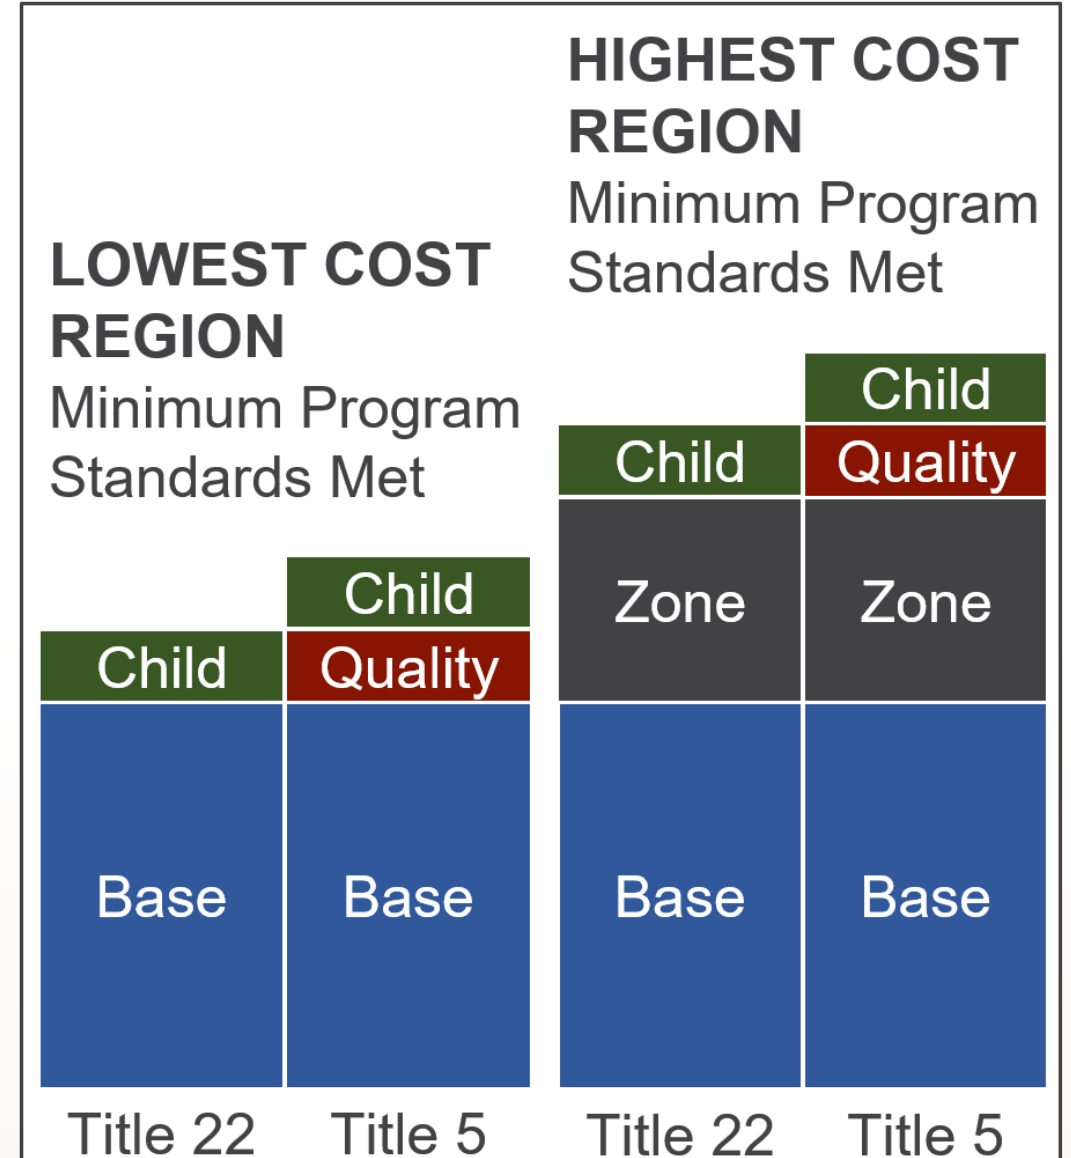 LOWEST COST
REGION
Minimum Program
Standards Met
Child
Child
Quality
Base
Base
Title 22
Title 5
HIGHEST COST
REGION
Minimum Program
Standards Met
Child
Child
Quality
Zone
Zone
Base
Base
Title 22
Title 5